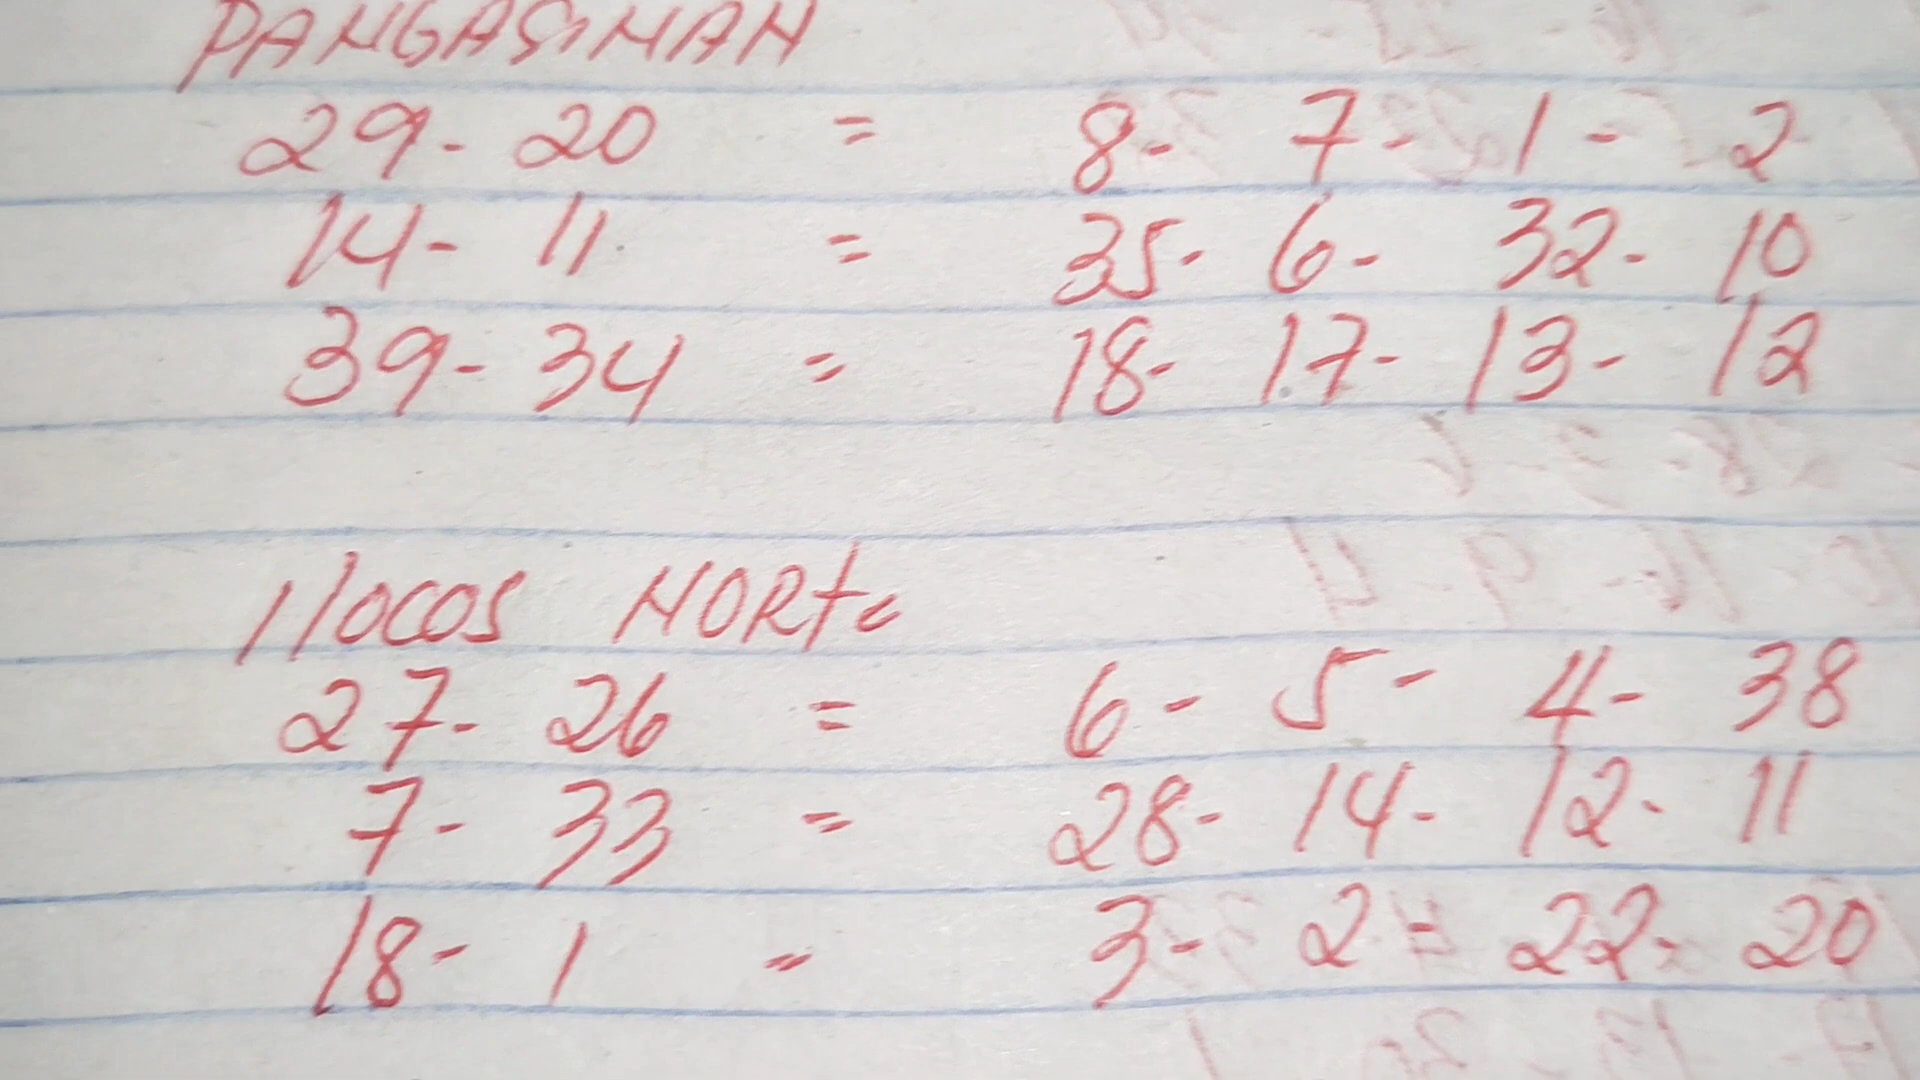 PANGASINAN
29- 20 = 8- 7- 1- 2
14- 11 = 35- 6- 32- 10
39- 34 = 18- 17- 13- 12
IlOCOS NORTE
27- 26 = 6- 5- 4- 38
7- 33 = 28- 14- 12- 11
18- 1 = 3- 2- 22- 20